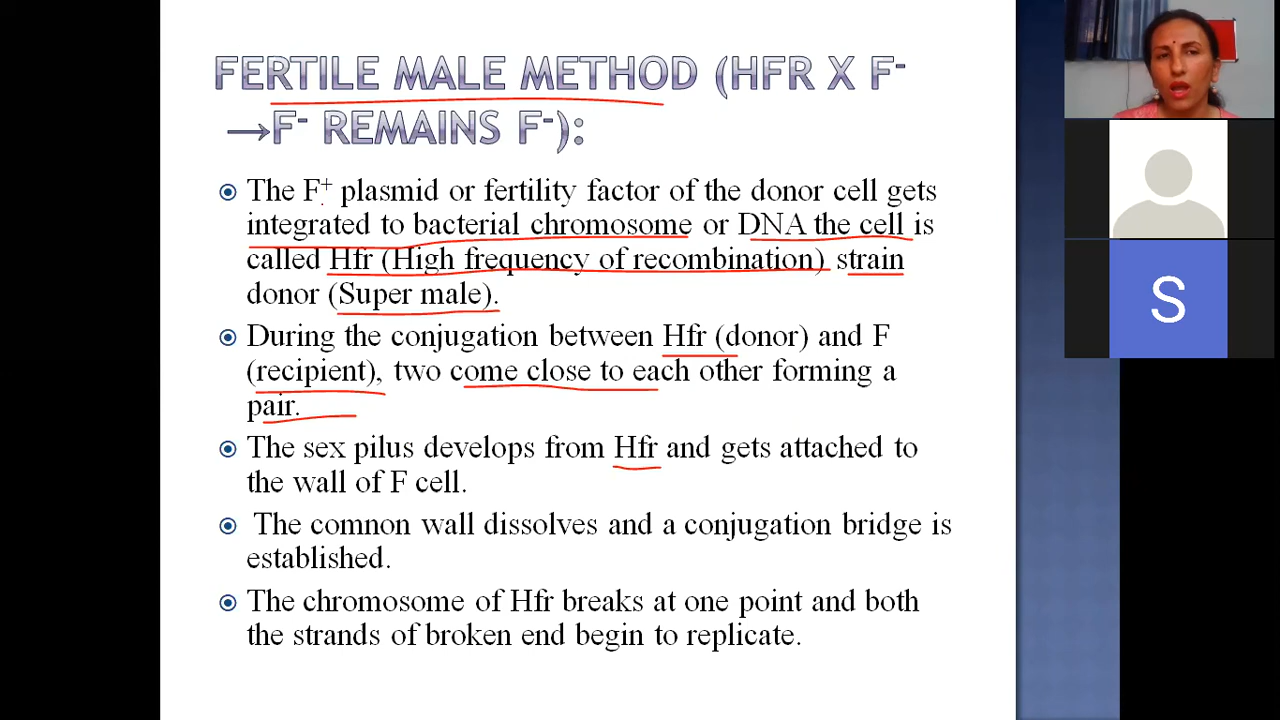 FERTILE MALE METHOD (HFR X F-
→F- REMAINS F-):
The F+ plasmid or fertility factor of the donor cell gets
integrated to bacterial chromosome or DNA the cell is
called Hfr (High frequency of recombination) strain
donor (Super male).
During the conjugation between Hfr (donor) and F
(recipient), two come close to each other forming a
pair.
The sex pilus develops from Hfr and gets attached to
the wall of F cell.
The comnon wall dissolves and a conjugation bridge is
established.
The chromosome of Hfr breaks at one point and both
the strands of broken end begin to replicate.
S